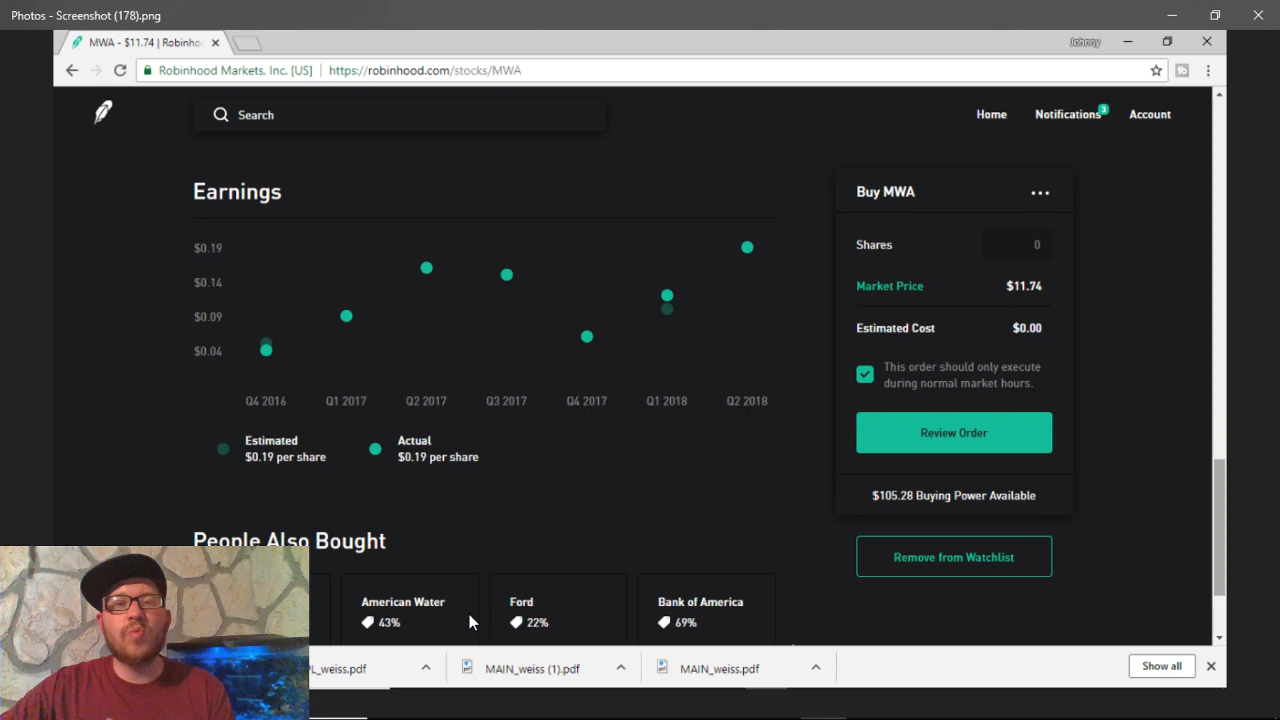 Photos - Screenshot (178).png
MWA - $11.74 | Robinho
Johnny
Robinhood Markets, Inc. [US] | https://robinhood.com/stocks/MWA
Search
Home
Notifications
3
Account
Earnings
$0.19
$0.14
$0.09
$0.04
Q4 2016 Q1 2017 Q2 2017 Q3 2017 Q4 2017 Q1 2018 Q2 2018
Estimated
$0.19 per share
Actual
$0.19 per share
Buy MWA
Shares 0
Market Price $11.74
Estimated Cost $0.00
This order should only execute
during normal market hours.
Review Order
$105.28 Buying Power Available
Remove from Watchlist
People Also Bought
American Water
43%
Ford
22%
Bank of America
69%
L_weiss.pdf
MAIN_weiss (1).pdf
MAIN_weiss.pdf
Show all